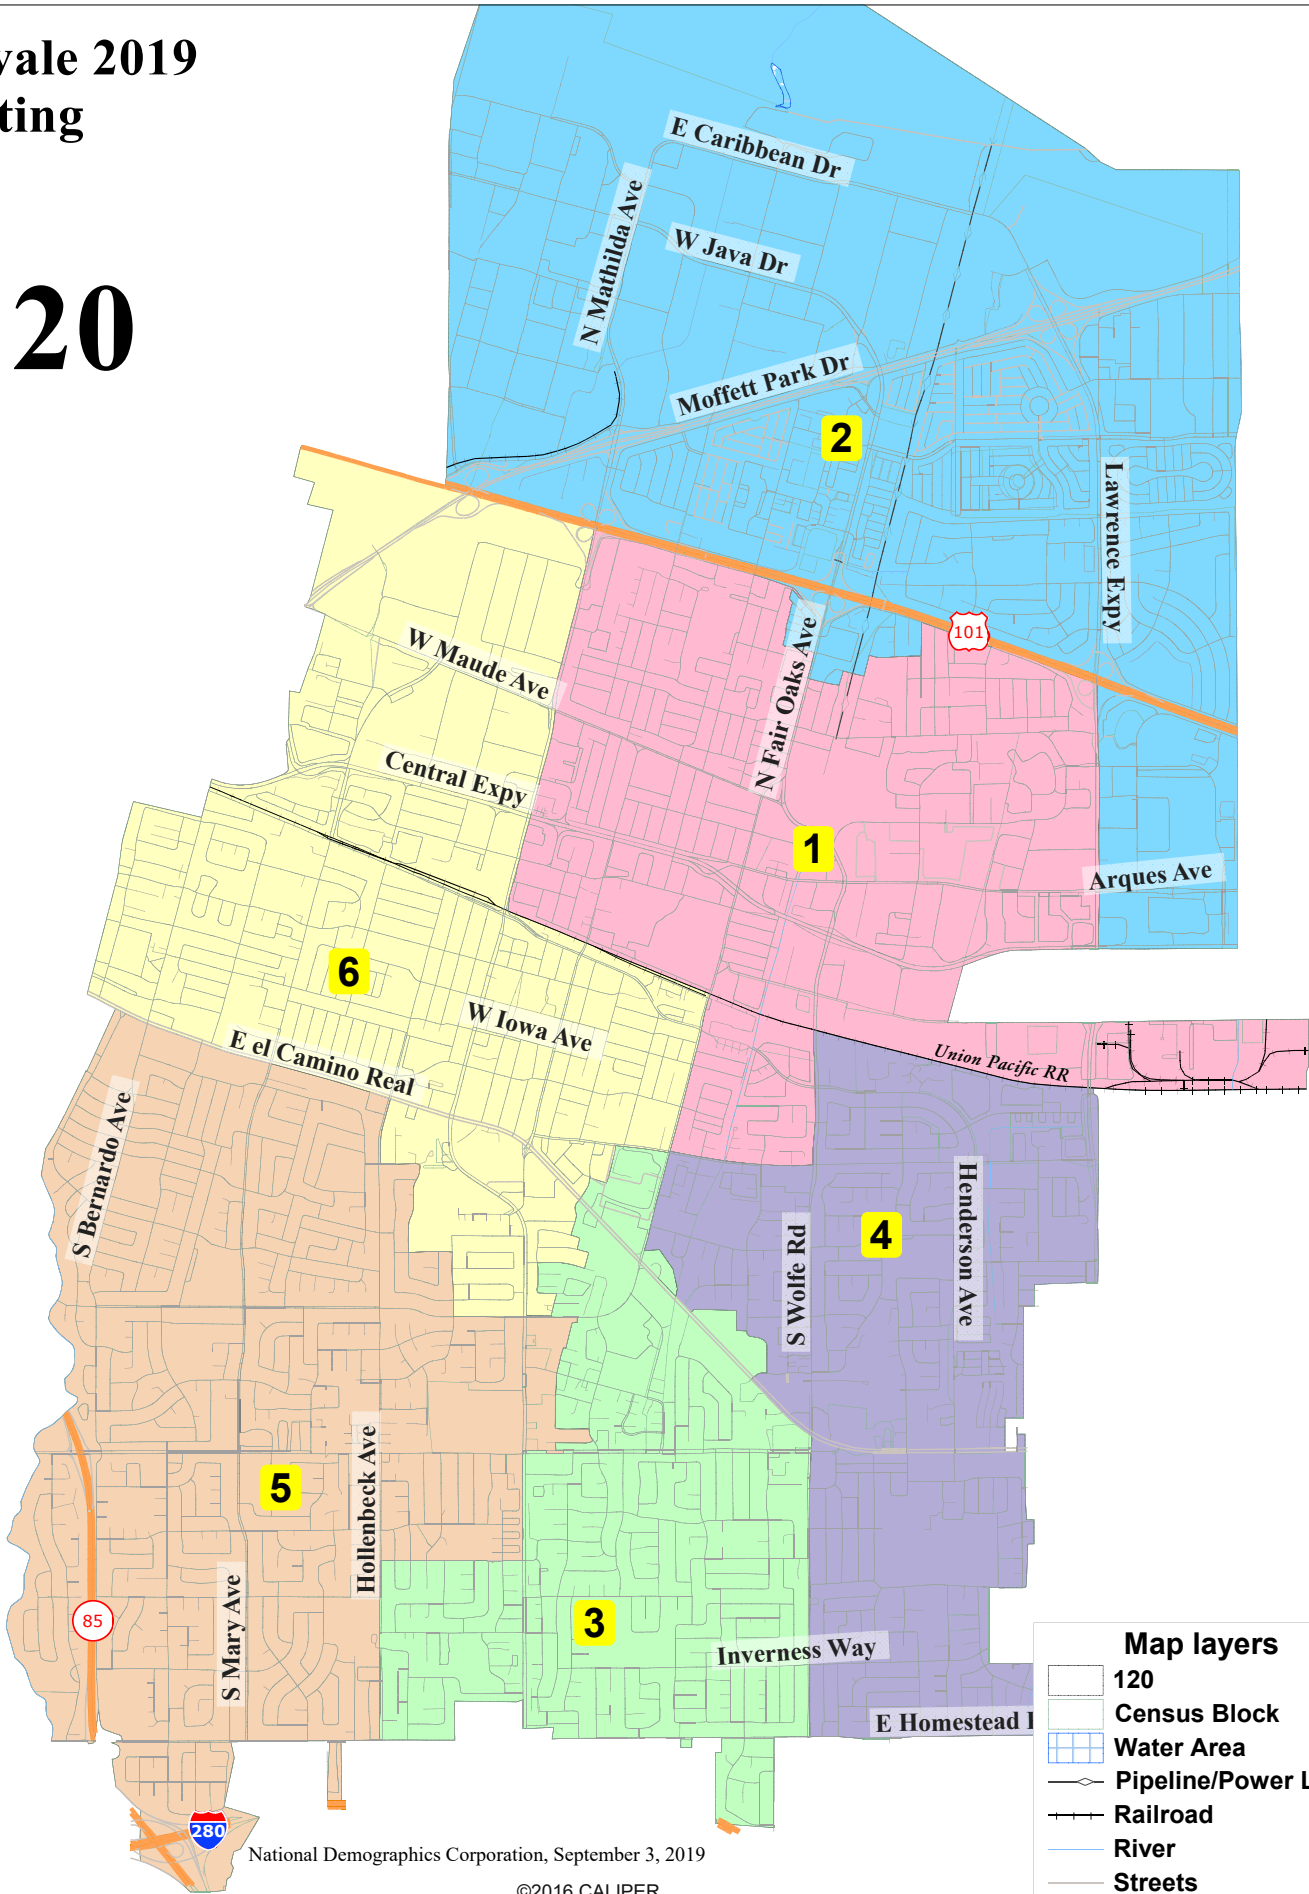 vale 2019
ting
120
E Caribbean Dr
N Mathilda Ave
W Java Dr
Moffett Park Dr
2
Lawrence Expy
101
W Maude Ave
N Fair Oaks Ave
Central Expy
1
Arques Ave
6
W Iowa Ave
E el Camino Real
Union Pacific RR
S Bernardo Ave
Henderson Ave
4
S Wolfe Rd
Hollenbeck Ave
5
S Mary Ave
85
3
Inverness Way
E Homestead
280
National Demographics Corporation, September 3, 2019
©2016 CALIPER
Map layers
120
Census Block
Water Area
Pipeline/Power L
Railroad
River
Streets